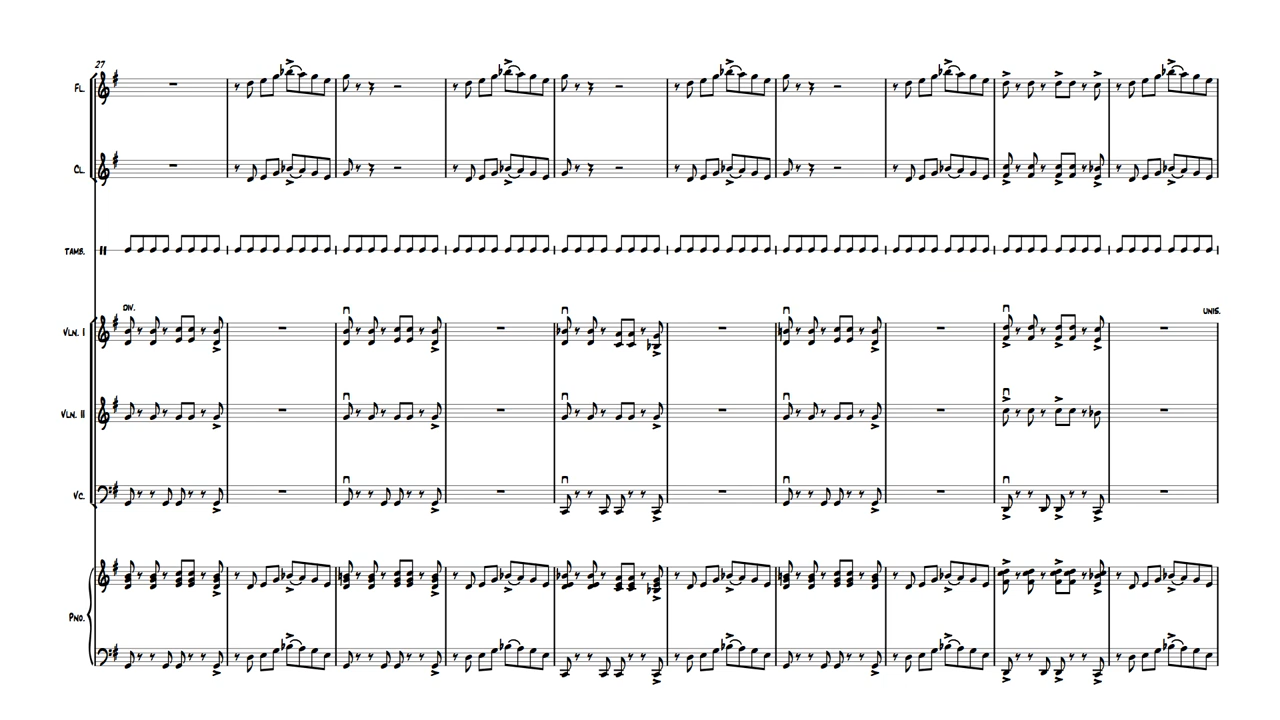 27
FL.
CL.
TAMB.
DIV.
UNIS.
VLN. I
VLN. II
VC.
PNO.